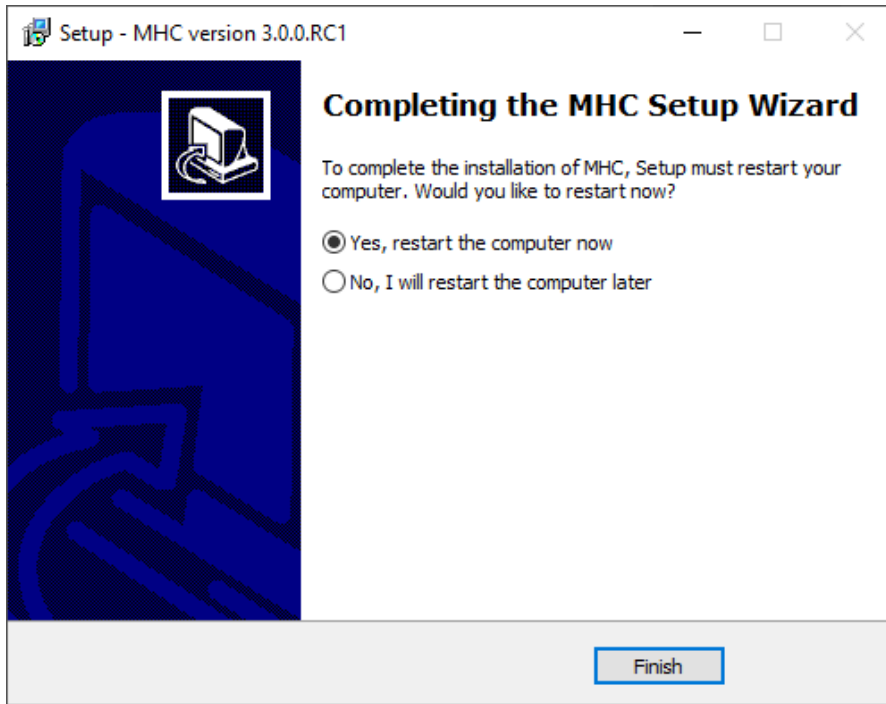 Setup - MHC version 3.0.0.RC1
Completing the MHC Setup Wizard
To complete the installation of MHC, Setup must restart your
computer. Would you like to restart now?
Yes, restart the computer now
No, I will restart the computer later
Finish